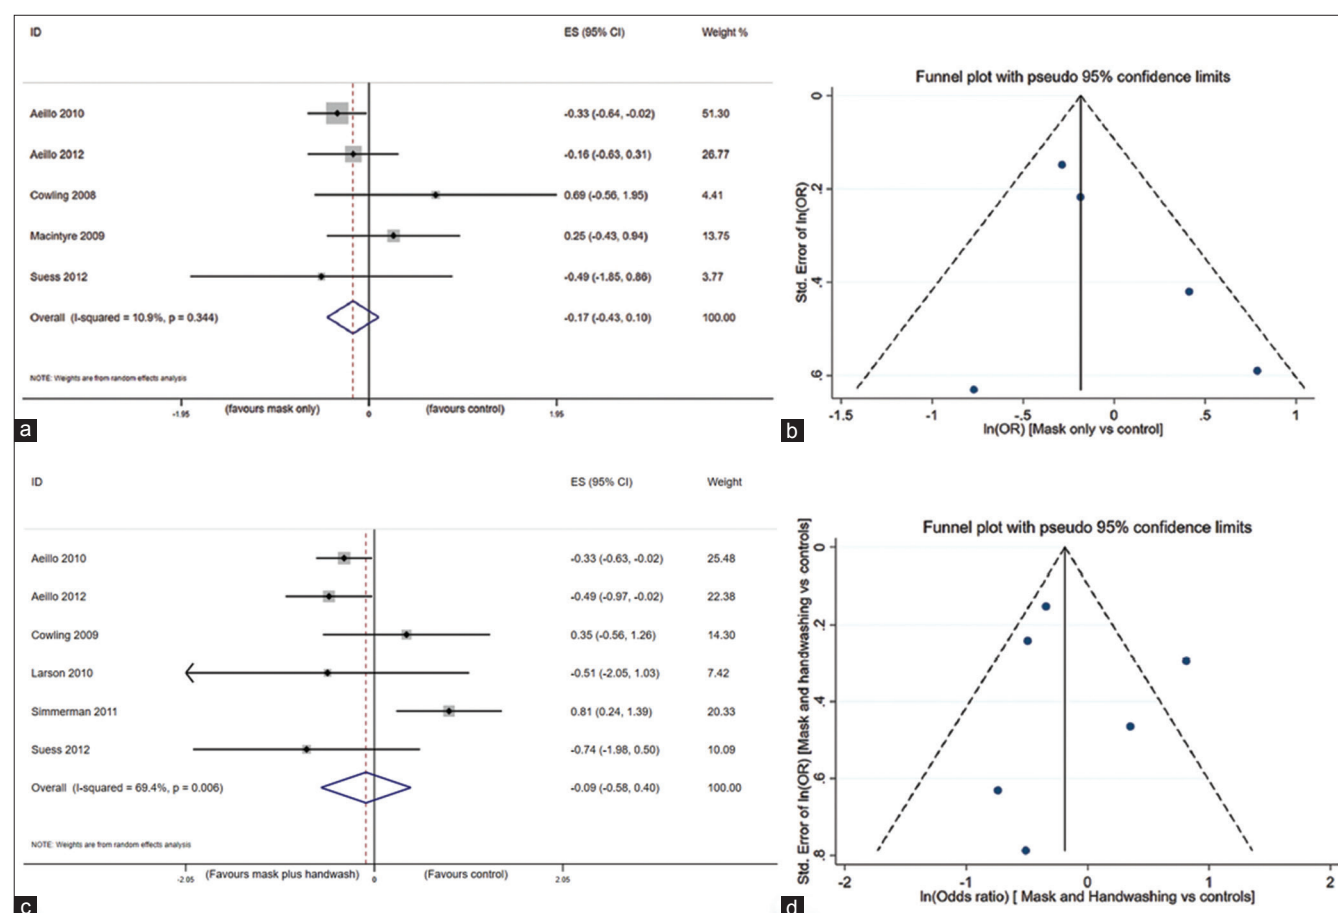 ID ES (95% CI) Weight %
Aeillo 2010 -0.33 (-0.64, -0.02) 51.30
Aeillo 2012 -0.16 (-0.63, 0.31) 26.77
Cowling 2008 0.69 (-0.56, 1.95) 4.41
Macintyre 2009 0.25 (-0.43, 0.94) 13.75
Suess 2012 -0.49 (-1.85, 0.86) 3.77
Overall (I-squared = 10.9%, p = 0.344) -0.17 (-0.43, 0.10) 100.00
NOTE: Weights are from random effects analysis
(favours mask only) (favours control)
-1.95 0 1.95
a
Funnel plot with pseudo 95% confidence limits
Std. Error of ln(OR)
0
.2
.4
.6
-1.5 -1 -.5 0 .5 1
ln(OR) [Mask only vs control]
b
ID ES (95% CI) Weight
Aeillo 2010 -0.33 (-0.63, -0.02) 25.48
Aeillo 2012 -0.49 (-0.97, -0.02) 22.38
Cowling 2009 0.35 (-0.56, 1.26) 14.30
Larson 2010 -0.51 (-2.05, 1.03) 7.42
Simmerman 2011 0.81 (0.24, 1.39) 20.33
Suess 2012 -0.74 (-1.98, 0.50) 10.09
Overall (I-squared = 69.4%, p = 0.006) -0.09 (-0.58, 0.40) 100.00
NOTE: Weights are from random effects analysis
(Favours mask plus handwash) (Favours control)
-2.05 0 2.05
c
Funnel plot with pseudo 95% confidence limits
Std. Error of ln(OR) [Mask and handwashing vs controls]
0
.2
.4
.6
.8
-2 -1 0 1 2
ln(Odds ratio) [ Mask and Handwashing vs controls]
d